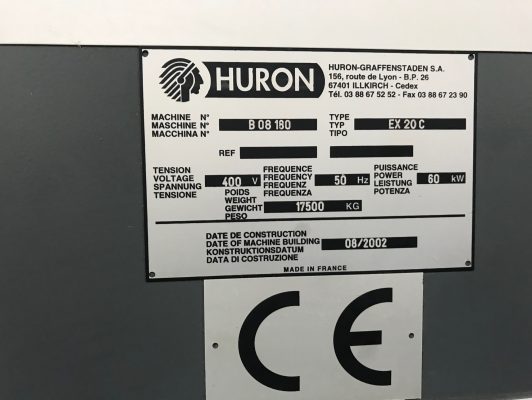 HURON
HURON-GRAFFENSTADEN S.A.
156, route de Lyon - B.P. 26
67401 ILLKIRCH - Cedex
Tél. 03 88 67 52 52 - Fax 03 88 67 23 90
MACHINE N°
MASCHINE N° B 08 160 TYPE
MACCHINA N° TYP EX 20 C
TIPO
REF
TENSION FREQUENCE PUISSANCE
VOLTAGE 400 V FREQUENCY 50 Hz POWER 60 kW
SPANNUNG FREQUENZ LEISTUNG
TENSIONE FREQUENZA POTENZA
POIDS
WEIGHT
GEWICHT 17500 KG
PESO
DATE DE CONSTRUCTION
DATE OF MACHINE BUILDING 08/2002
KONSTRUKTIONSDATUM
DATA DI COSTRUZIONE
MADE IN FRANCE
CE